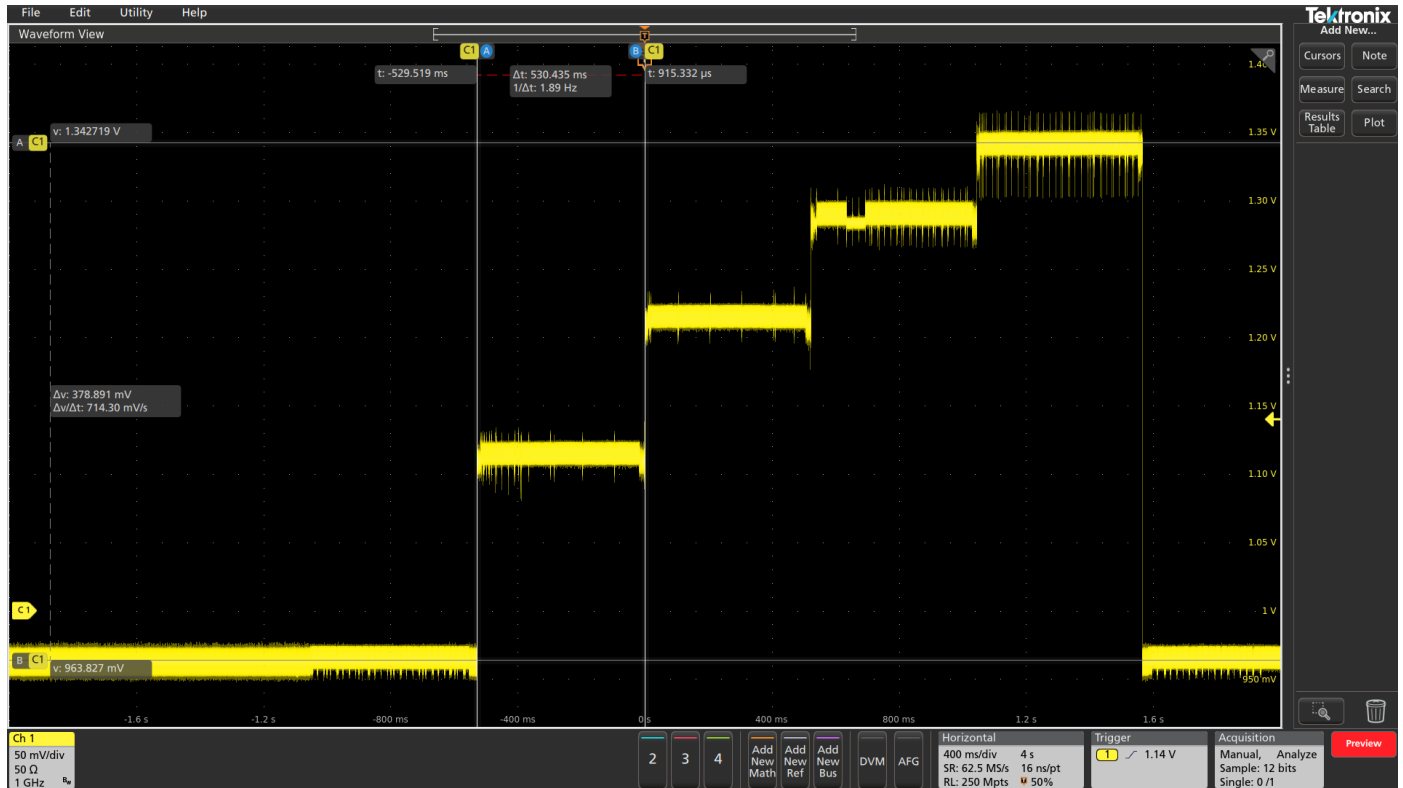 File Edit Utility Help
Tektronix
Waveform View
Add New...
C1 A
B C1
T
Cursors Note
t: -529.519 ms
Δt: 530.435 ms
1/Δt: 1.89 Hz
t: 915.332 µs
Measure Search
Results
Table
Plot
v: 1.342719 V
A C1
1.35 V
1.30 V
1.25 V
1.20 V
Δv: 378.891 mV
Δv/Δt: 714.30 mV/s
1.15 V
1.10 V
1.05 V
C1
1 V
B C1
v: 963.827 mV
950 mV
-1.6 s -1.2 s -800 ms -400 ms 0 s 400 ms 800 ms 1.2 s 1.6 s
Ch 1
50 mV/div
50 Ω
1 GHz
2 3 4
Add
New
Math
Add
New
Ref
Add
New
Bus
DVM
AFG
Horizontal
400 ms/div 4 s
SR: 62.5 MS/s 16 ns/pt
RL: 250 Mpts 50%
Trigger
1 1.14 V
Acquisition
Manual, Analyze
Sample: 12 bits
Single: 0 /1
Preview